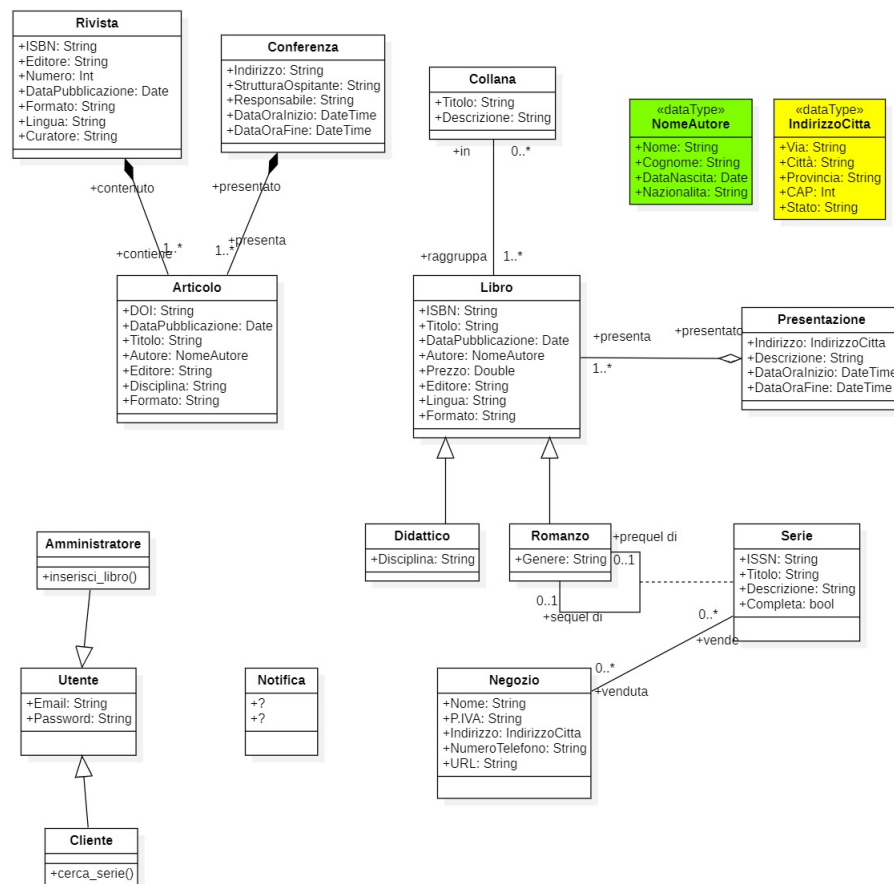 Rivista
+ISBN: String
+Editore: String
+Numero: Int
+DataPubblicazione: Date
+Formato: String
+Lingua: String
+Curatore: String
Conferenza
+Indirizzo: String
+StrutturaOspitante: String
+Responsabile: String
+DataOraInizio: DateTime
+DataOraFine: DateTime
Collana
+Titolo: String
+Descrizione: String
«dataType»
NomeAutore
+Nome: String
+Cognome: String
+DataNascita: Date
+Nazionalita: String
«dataType»
IndirizzoCitta
+Via: String
+Città: String
+Provincia: String
+CAP: Int
+Stato: String
+contenuto
+presentato
+in
0..*
+contiene
1..*
1..*
+presenta
+raggruppa
1..*
Articolo
+DOI: String
+DataPubblicazione: Date
+Titolo: String
+Autore: NomeAutore
+Editore: String
+Disciplina: String
+Formato: String
Libro
+ISBN: String
+Titolo: String
+DataPubblicazione: Date
+Autore: NomeAutore
+Prezzo: Double
+Editore: String
+Lingua: String
+Formato: String
+presenta
1..*
+presentato
Presentazione
+Indirizzo: IndirizzoCitta
+Descrizione: String
+DataOraInizio: DateTime
+DataOraFine: DateTime
Didattico
+Disciplina: String
Romanzo
+Genere: String
+prequel di
0..1
0..1
+sequel di
Serie
+ISSN: String
+Titolo: String
+Descrizione: String
+Completa: bool
0..*
+vende
0..*
+venduta
Amministratore
+inserisci_libro()
Utente
+Email: String
+Password: String
Notifica
+?
+?
Negozio
+Nome: String
+P.IVA: String
+Indirizzo: IndirizzoCitta
+NumeroTelefono: String
+URL: String
Cliente
+cerca_serie()